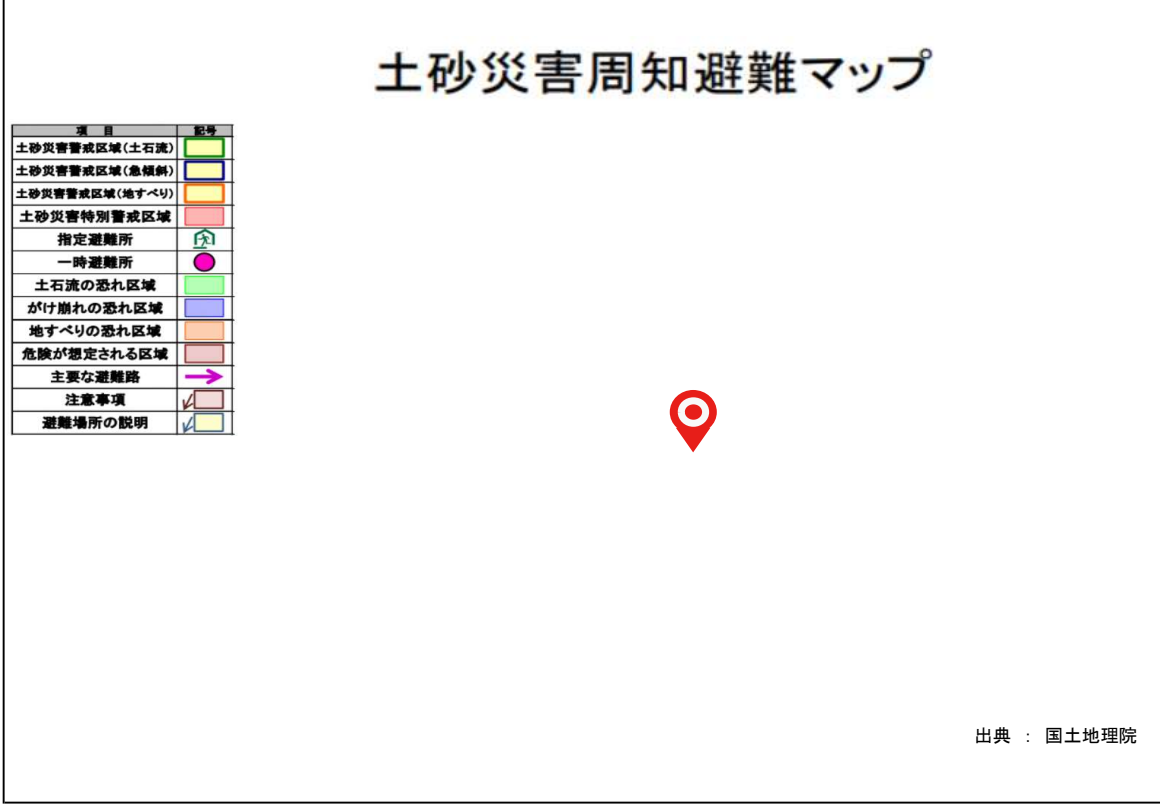 土砂災害周知避難マップ
項 目 記号
土砂災害警戒区域(土石流)
土砂災害警戒区域(急傾斜)
土砂災害警戒区域(地すべり)
土砂災害特別警戒区域
指定避難所
一時避難所
土石流の恐れ区域
がけ崩れの恐れ区域
地すべりの恐れ区域
危険が想定される区域
主要な避難路
注意事項
避難場所の説明
出典 : 国土地理院